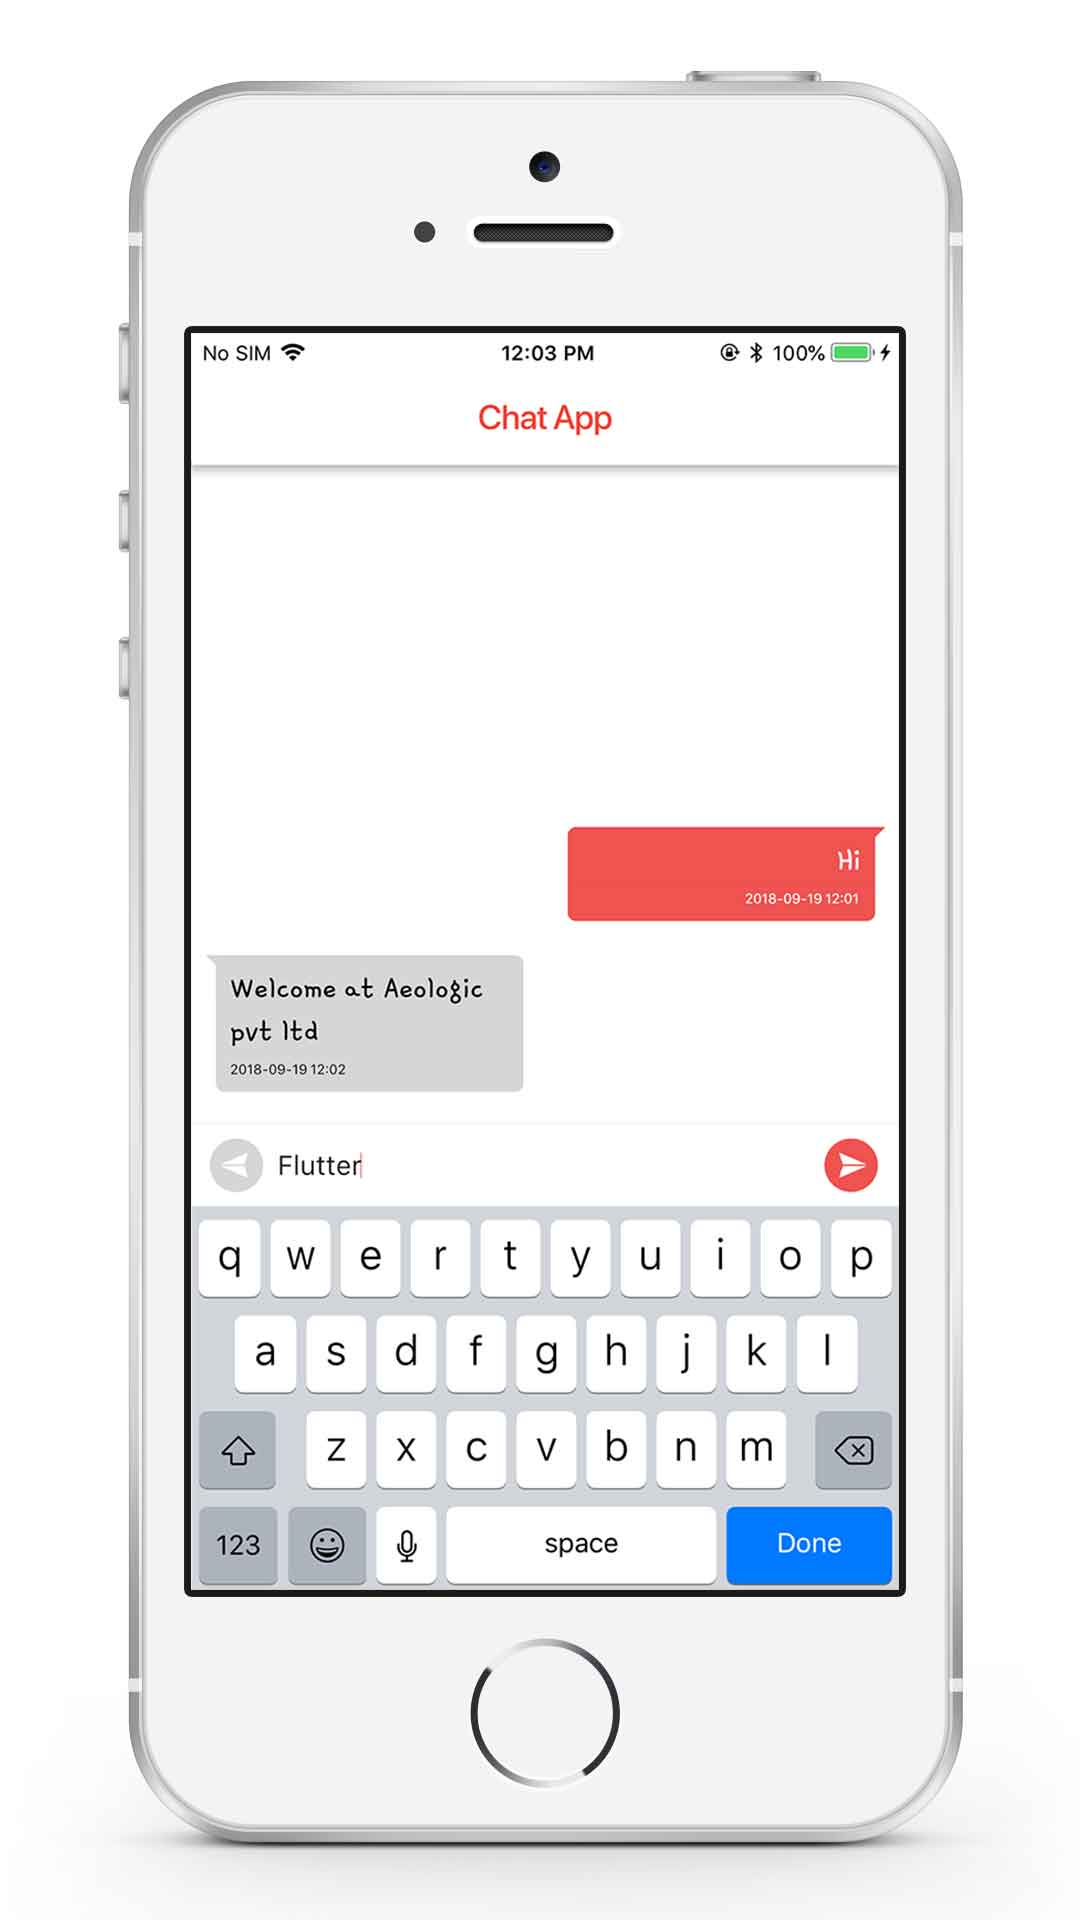 No SIM 12:03 PM 100%
Chat App
Hi
2018-09-19 12:01
Welcome at Aeologic
pvt ltd
2018-09-19 12:02
Flutter
q w e r t y u i o p
a s d f g h j k l
z x c v b n m
123 space Done